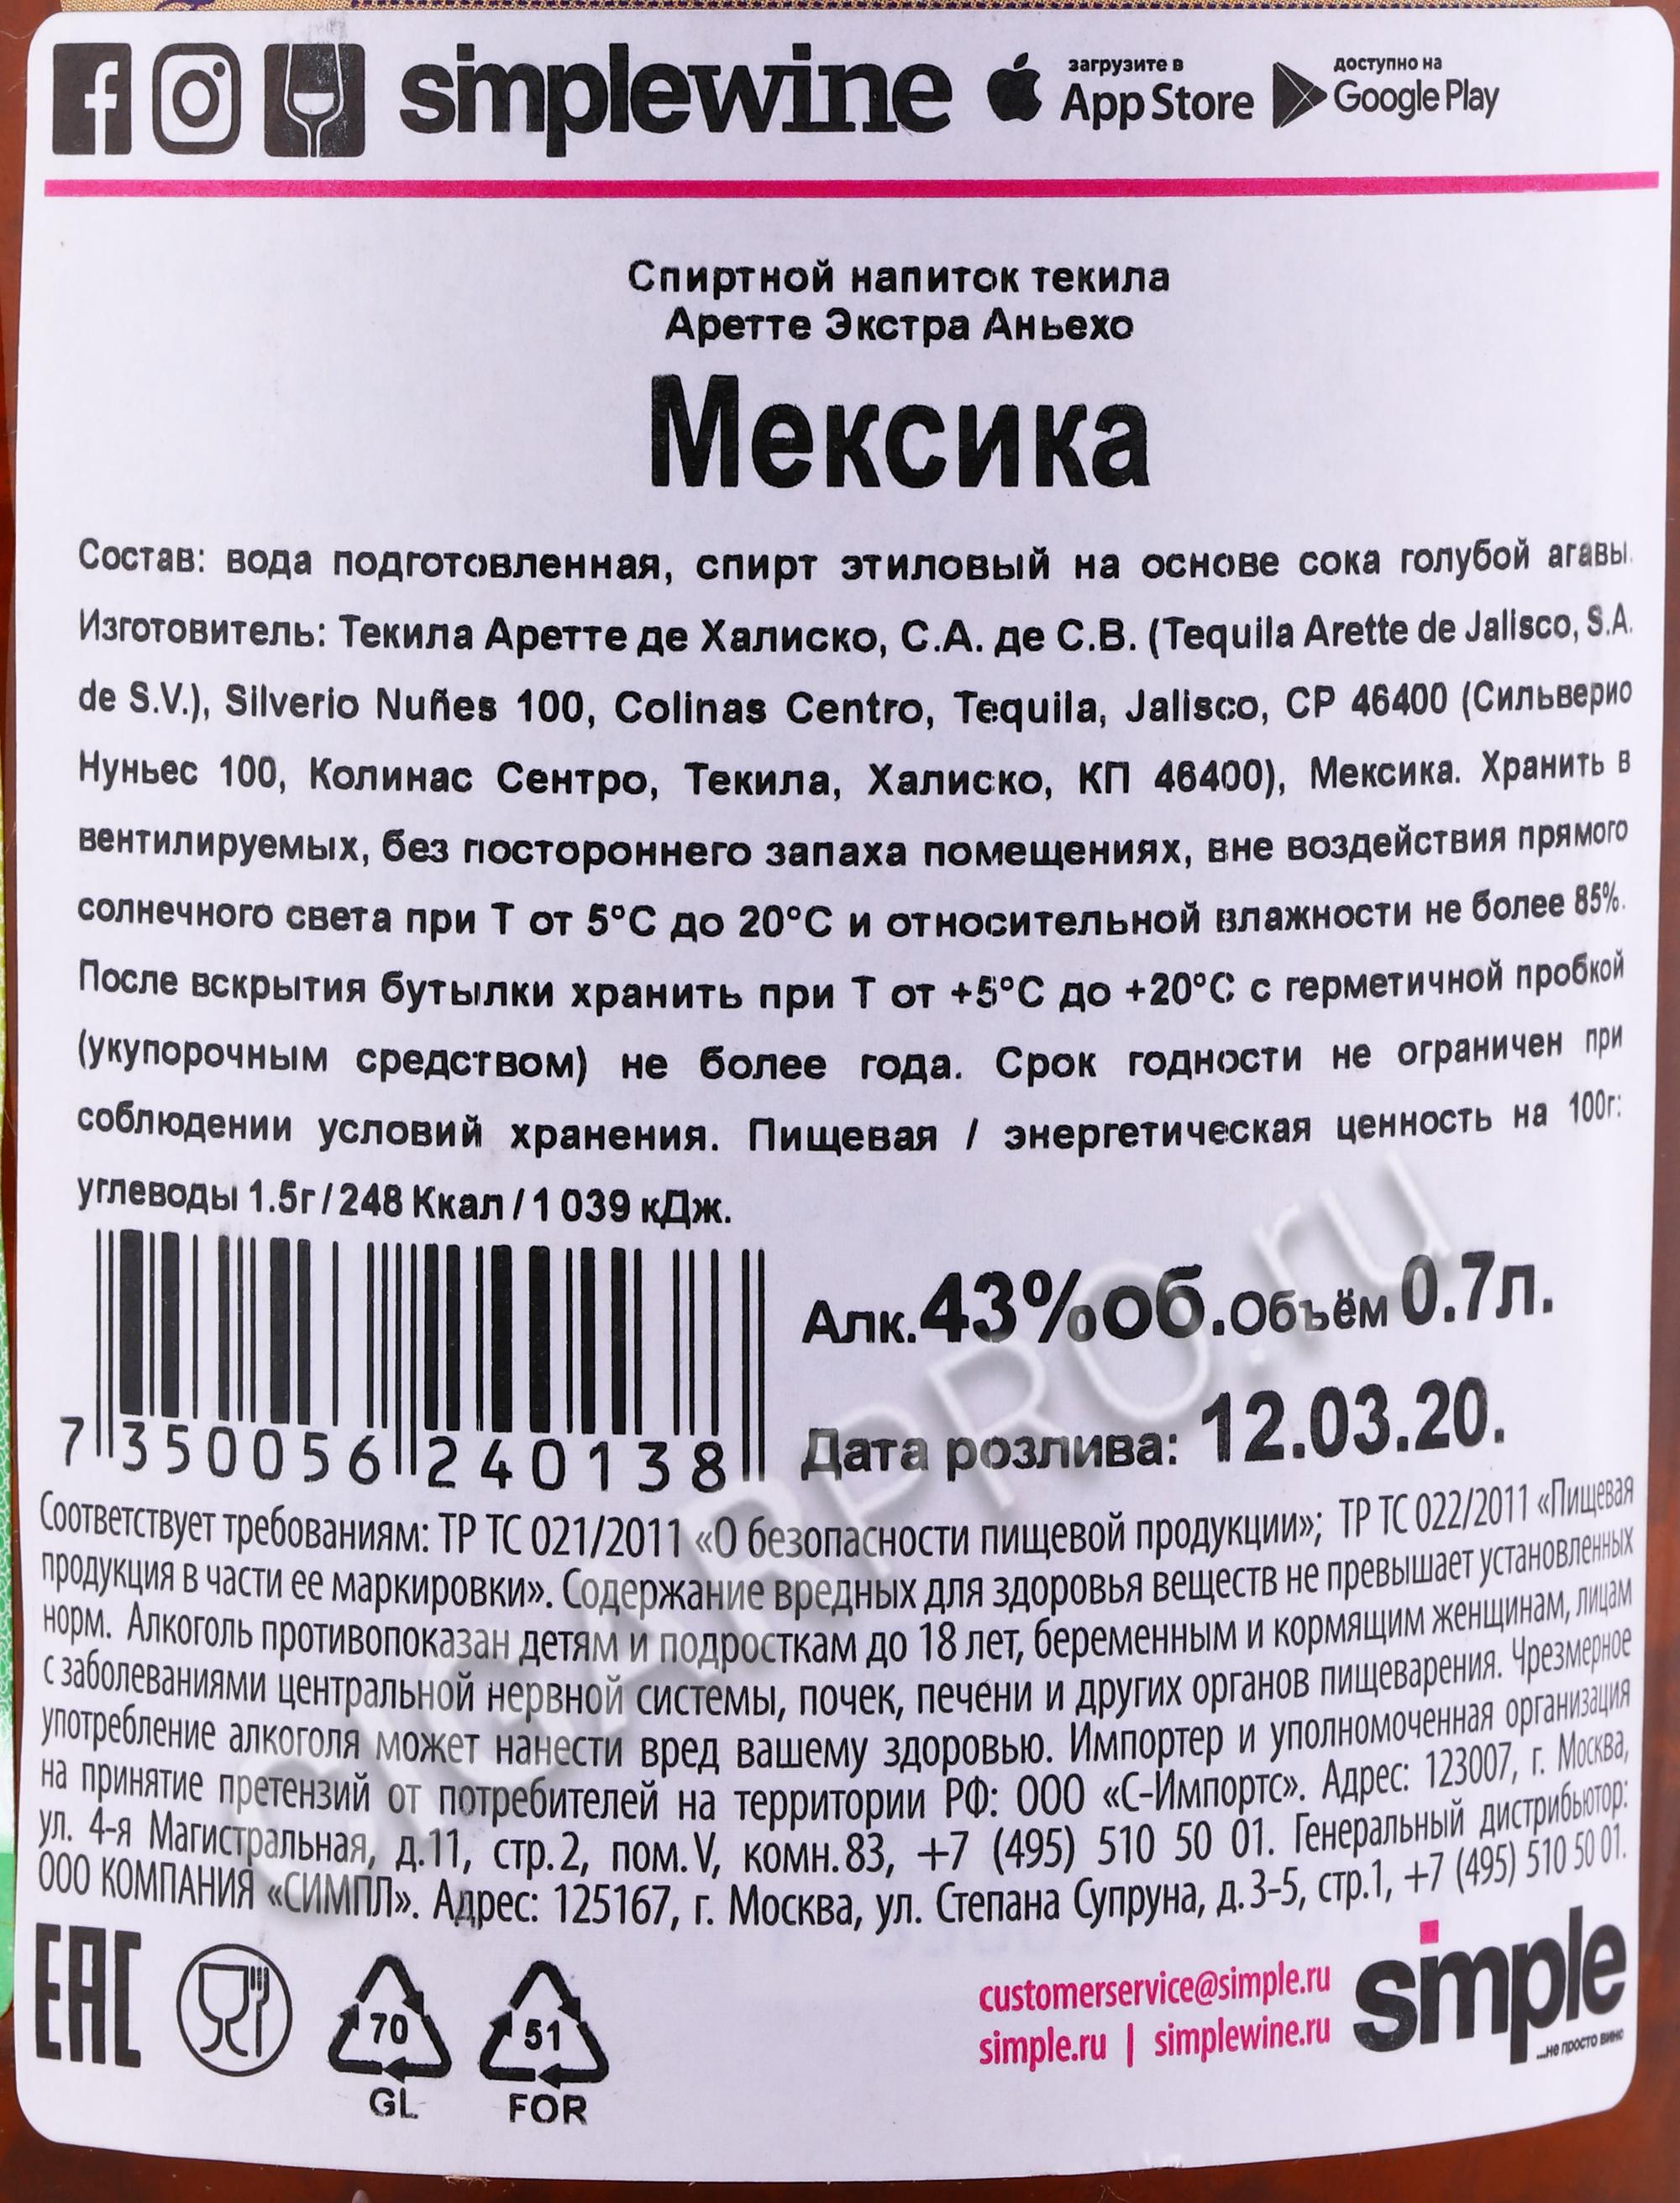 simplewine
загрузите в
App Store
доступно на
Google Play
Спиртной напиток текила
Аретте Экстра Аньехо
Мексика
Состав: вода подготовленная, спирт этиловый на основе сока голубой агавы.
Изготовитель: Текила Аретте де Халиско, С.А. де С.В. (Tequila Arette de Jalisco, S.A.
de S.V.), Silverio Nuñes 100, Colinas Centro, Tequila, Jalisco, CP 46400 (Сильверио
Нуньес 100, Колинас Сентро, Текила, Халиско, КП 46400), Мексика. Хранить в
вентилируемых, без постороннего запаха помещениях, вне воздействия прямого
солнечного света при Т от 5°С до 20°С и относительной влажности не более 85%.
После вскрытия бутылки хранить при Т от +5°С до +20°С с герметичной пробкой
(укупорочным средством) не более года. Срок годности не ограничен при
соблюдении условий хранения. Пищевая / энергетическая ценность на 100г:
углеводы 1.5г / 248 Ккал / 1 039 кДж.
Алк.43%об.Объём 0.7л.
Дата розлива: 12.03.20.
7 350056 240138
Соответствует требованиям: ТР ТС 021/2011 «О безопасности пищевой продукции»; ТР ТС 022/2011 «Пищевая
продукция в части ее маркировки». Содержание вредных для здоровья веществ не превышает установленных
норм. Алкоголь противопоказан детям и подросткам до 18 лет, беременным и кормящим женщинам, лицам
с заболеваниями центральной нервной системы, почек, печени и других органов пищеварения. Чрезмерное
употребление алкоголя может нанести вред вашему здоровью. Импортер и уполномоченная организация
на принятие претензий от потребителей на территории РФ: ООО «С-Импортс». Адрес: 123007, г. Москва,
ул. 4-я Магистральная, д.11, стр.2, пом.V, комн.83, +7 (495) 510 50 01. Генеральный дистрибьютор:
ООО КОМПАНИЯ «СИМПЛ». Адрес: 125167, г. Москва, ул. Степана Супруна, д.3-5, стр.1, +7 (495) 510 50 01.
EAC
70
GL
51
FOR
customerservice@simple.ru
simple.ru | simplewine.ru
simple
...не просто вино
CIGARPRO.ru